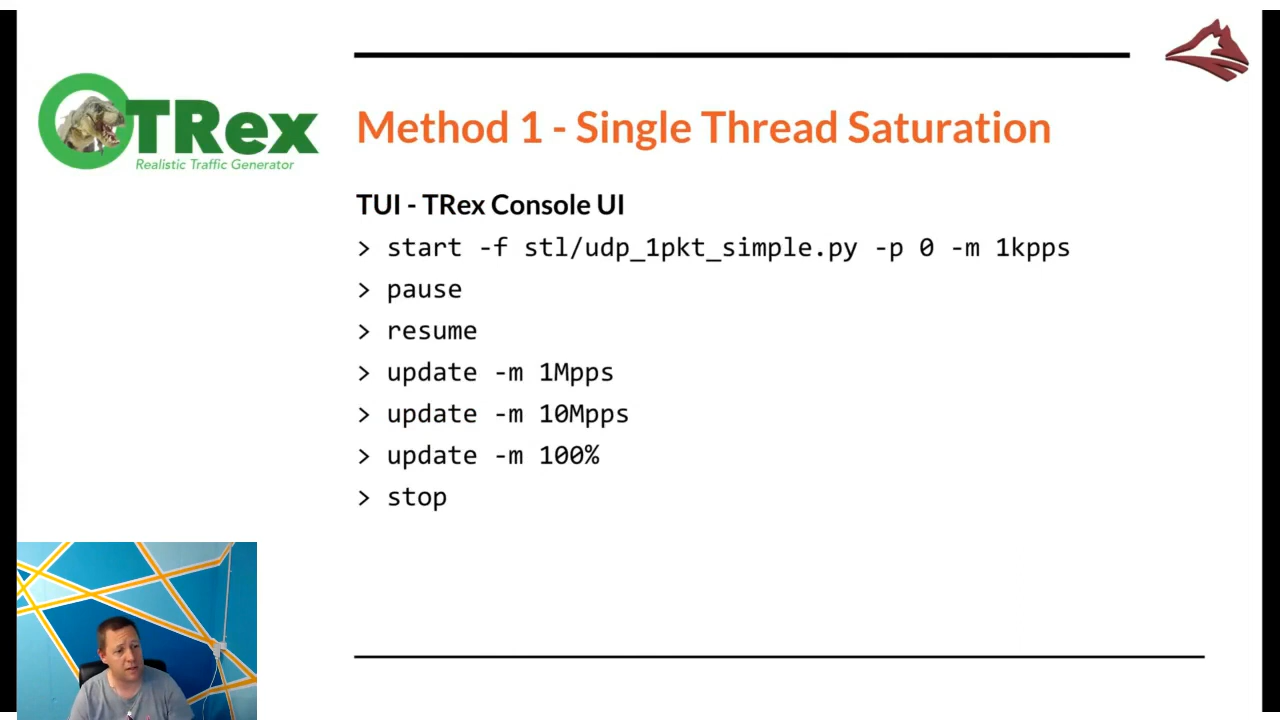 TRex
Realistic Traffic Generator
Method 1 - Single Thread Saturation
TUI - TRex Console UI
> start -f stl/udp_1pkt_simple.py -p 0 -m 1kpps
> pause
> resume
> update -m 1Mpps
> update -m 10Mpps
> update -m 100%
> stop